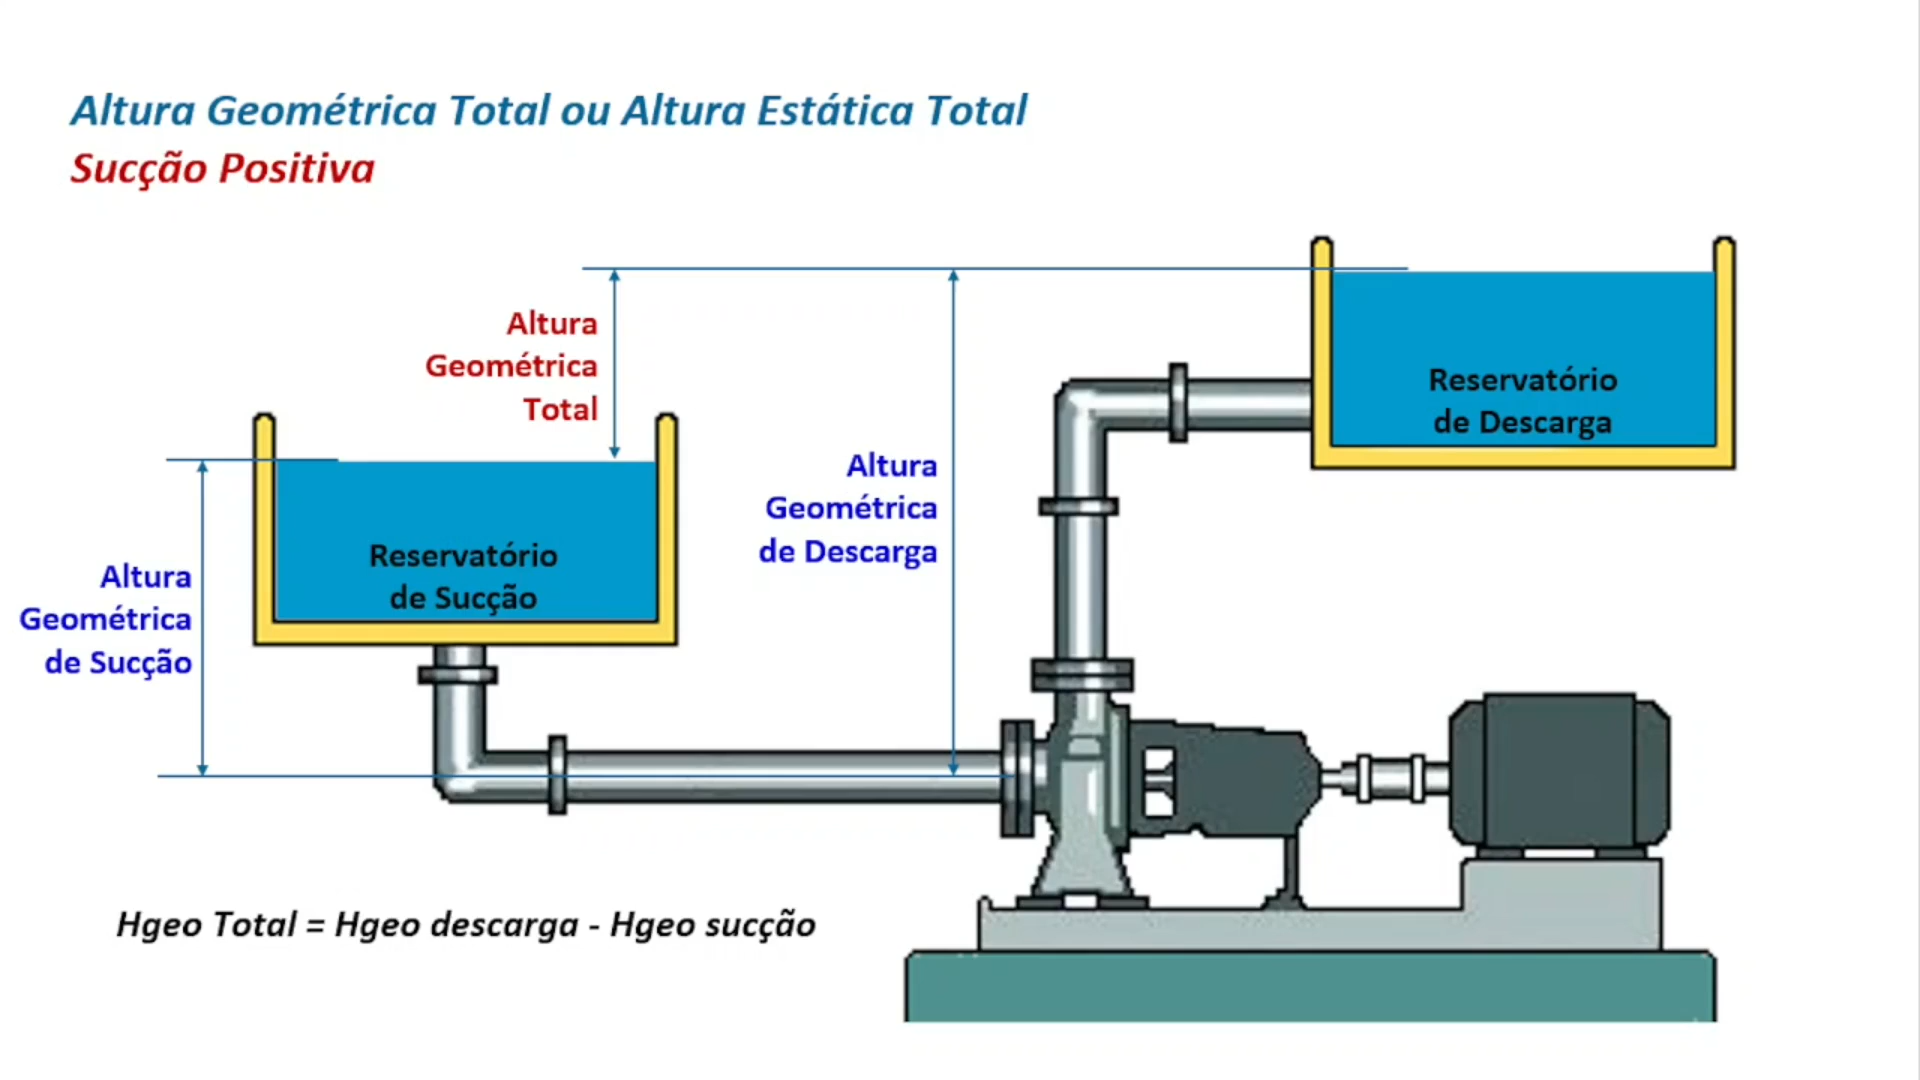 Altura Geométrica Total ou Altura Estática Total
Sucção Positiva
Altura
Geométrica
Total
Reservatório
de Descarga
Altura
Geométrica
de Descarga
Reservatório
de Sucção
Altura
Geométrica
de Sucção
Hgeo Total = Hgeo descarga - Hgeo sucção